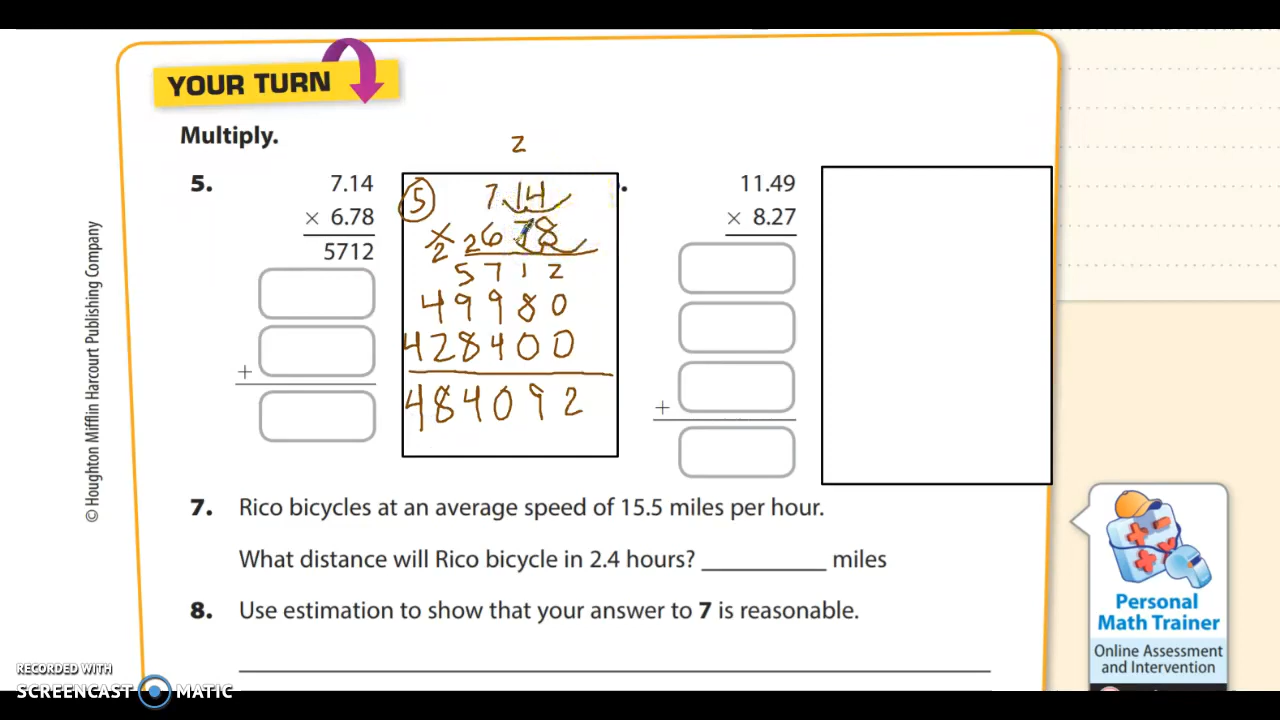 YOUR TURN
Multiply.
2
5.
7.14
× 6.78
5712
+
⑤
7.14
× 6.78
2 2
5712
49980
428400
484092
.
11.49
× 8.27
+
7. Rico bicycles at an average speed of 15.5 miles per hour.
What distance will Rico bicycle in 2.4 hours? __________ miles
8. Use estimation to show that your answer to 7 is reasonable.
© Houghton Mifflin Harcourt Publishing Company
Personal
Math Trainer
Online Assessment
and Intervention
RECORDED WITH
SCREENCAST MATIC